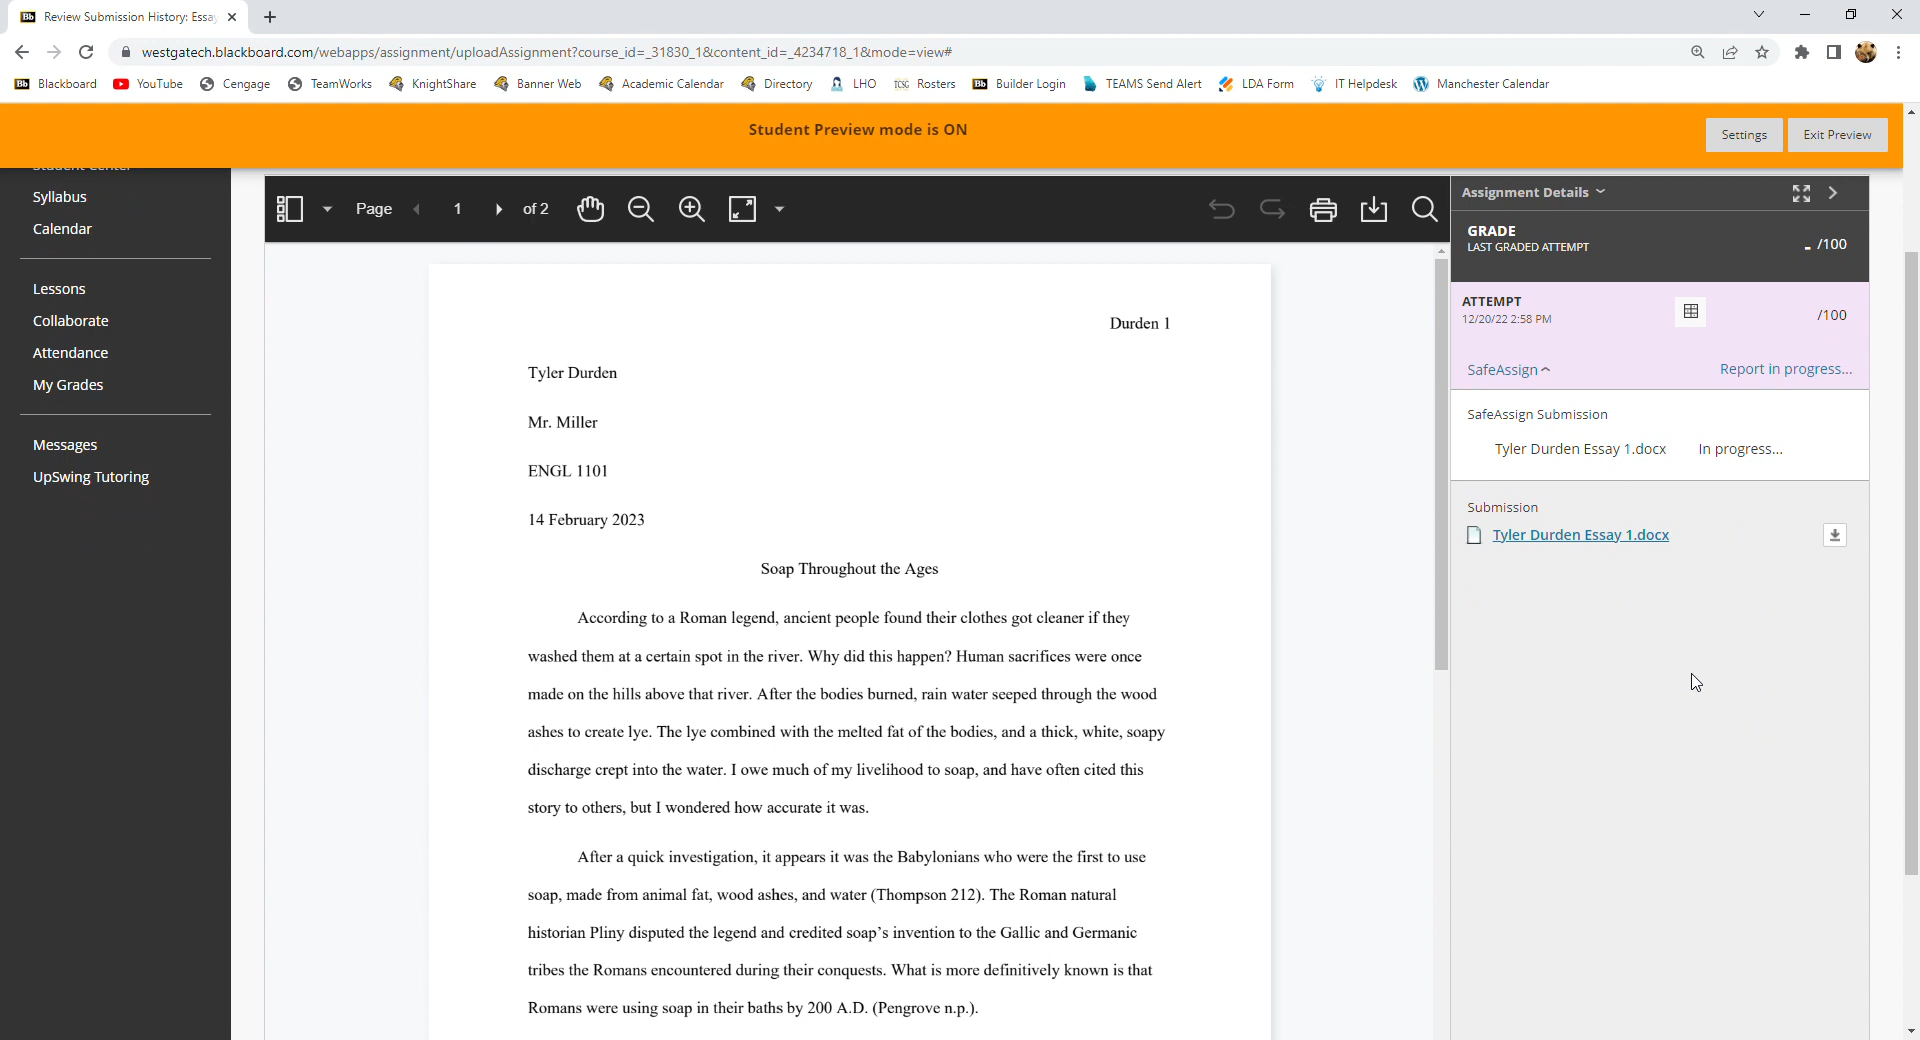 Review Submission History: Essay
westgatech.blackboard.com/webapps/assignment/uploadAssignment?course_id=_31830_1&content_id=_4234718_1&mode=view#
Blackboard YouTube Cengage TeamWorks KnightShare Banner Web Academic Calendar Directory LHO Rosters Builder Login TEAMS Send Alert LDA Form IT Helpdesk Manchester Calendar
Student Preview mode is ON
Settings
Exit Preview
Student Center
Syllabus
Calendar
Lessons
Collaborate
Attendance
My Grades
Messages
UpSwing Tutoring
Page 1 of 2
Durden 1
Tyler Durden
Mr. Miller
ENGL 1101
14 February 2023
Soap Throughout the Ages
According to a Roman legend, ancient people found their clothes got cleaner if they
washed them at a certain spot in the river. Why did this happen? Human sacrifices were once
made on the hills above that river. After the bodies burned, rain water seeped through the wood
ashes to create lye. The lye combined with the melted fat of the bodies, and a thick, white, soapy
discharge crept into the water. I owe much of my livelihood to soap, and have often cited this
story to others, but I wondered how accurate it was.
After a quick investigation, it appears it was the Babylonians who were the first to use
soap, made from animal fat, wood ashes, and water (Thompson 212). The Roman natural
historian Pliny disputed the legend and credited soap’s invention to the Gallic and Germanic
tribes the Romans encountered during their conquests. What is more definitively known is that
Romans were using soap in their baths by 200 A.D. (Pengrove n.p.).
Assignment Details
GRADE
LAST GRADED ATTEMPT
- /100
ATTEMPT
12/20/22 2:58 PM
/100
SafeAssign
Report in progress...
SafeAssign Submission
Tyler Durden Essay 1.docx In progress...
Submission
Tyler Durden Essay 1.docx